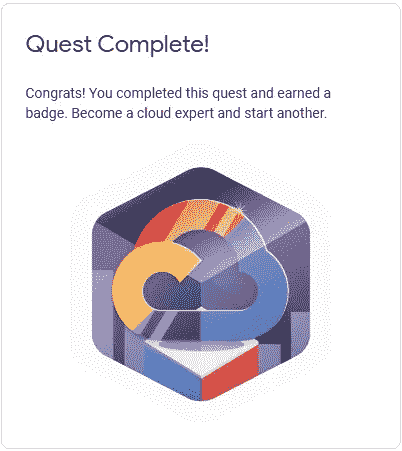 Quest Complete!
Congrats! You completed this quest and earned a
badge. Become a cloud expert and start another.